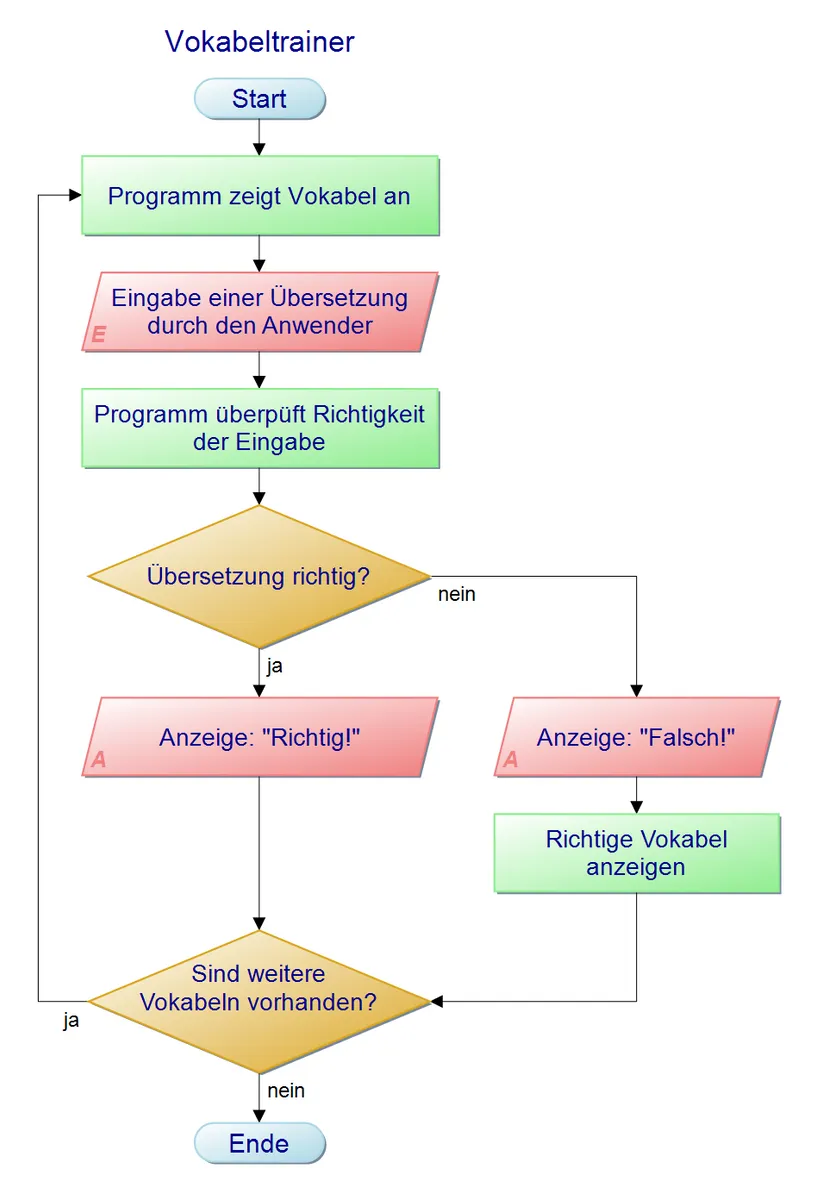 Vokabeltrainer
Start
Programm zeigt Vokabel an
Eingabe einer Übersetzung
durch den Anwender
E
Programm überpüft Richtigkeit
der Eingabe
Übersetzung richtig?
nein
ja
Anzeige: "Richtig!"
A
Anzeige: "Falsch!"
A
Richtige Vokabel
anzeigen
Sind weitere
Vokabeln vorhanden?
ja
nein
Ende